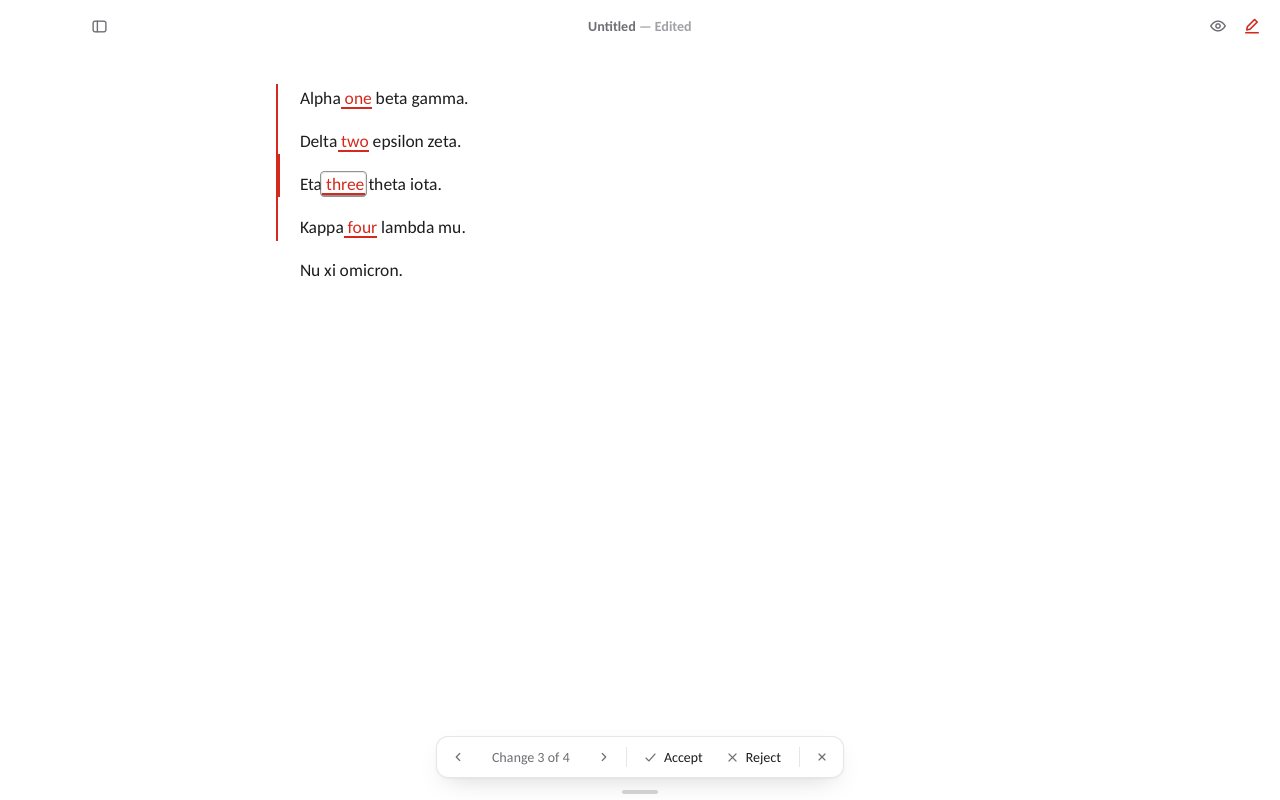 Untitled — Edited
Alpha one beta gamma.
Delta two epsilon zeta.
Eta three theta iota.
Kappa four lambda mu.
Nu xi omicron.
Change 3 of 4 Accept Reject